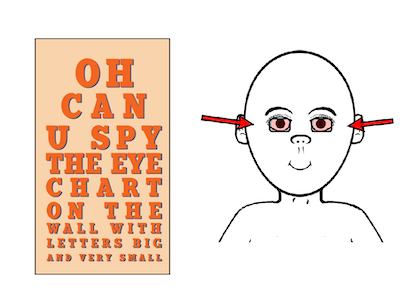 OH
CAN
U SPY
THE EYE
CHART
ON THE
WALL WITH
LETTERS BIG
AND VERY SMALL